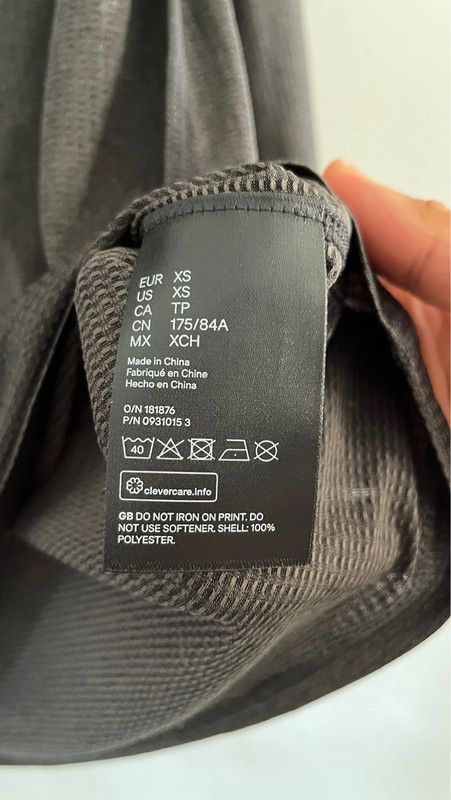 EUR XS
US XS
CA TP
CN 175/84A
MX XCH
Made in China
Fabriqué en Chine
Hecho en China
O/N 181876
P/N 0931015 3
40
clevercare.info
GB DO NOT IRON ON PRINT. DO
NOT USE SOFTENER. SHELL: 100%
POLYESTER.